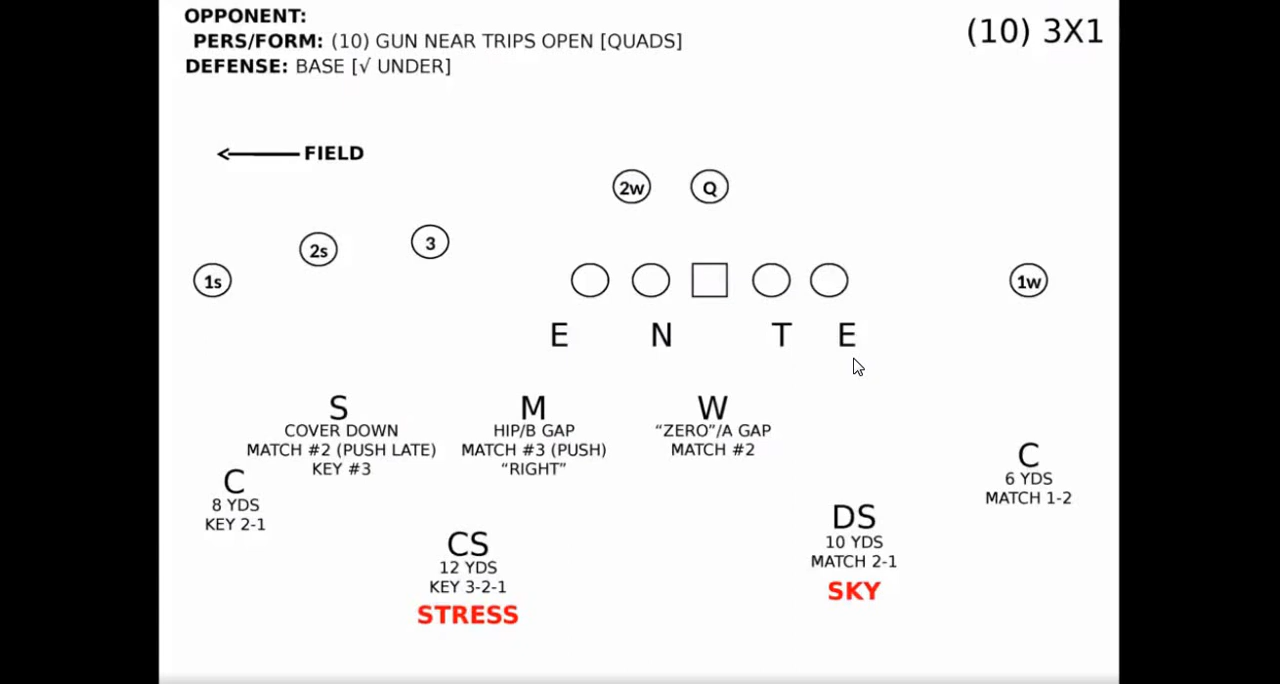 OPPONENT:
PERS/FORM: (10) GUN NEAR TRIPS OPEN [QUADS]
DEFENSE: BASE [√ UNDER]
(10) 3X1
FIELD
2w
Q
2s
3
1s
1w
E
N
T
E
S
COVER DOWN
MATCH #2 (PUSH LATE)
KEY #3
M
HIP/B GAP
MATCH #3 (PUSH)
"RIGHT"
W
"ZERO"/A GAP
MATCH #2
C
8 YDS
KEY 2-1
C
6 YDS
MATCH 1-2
CS
12 YDS
KEY 3-2-1
STRESS
DS
10 YDS
MATCH 2-1
SKY